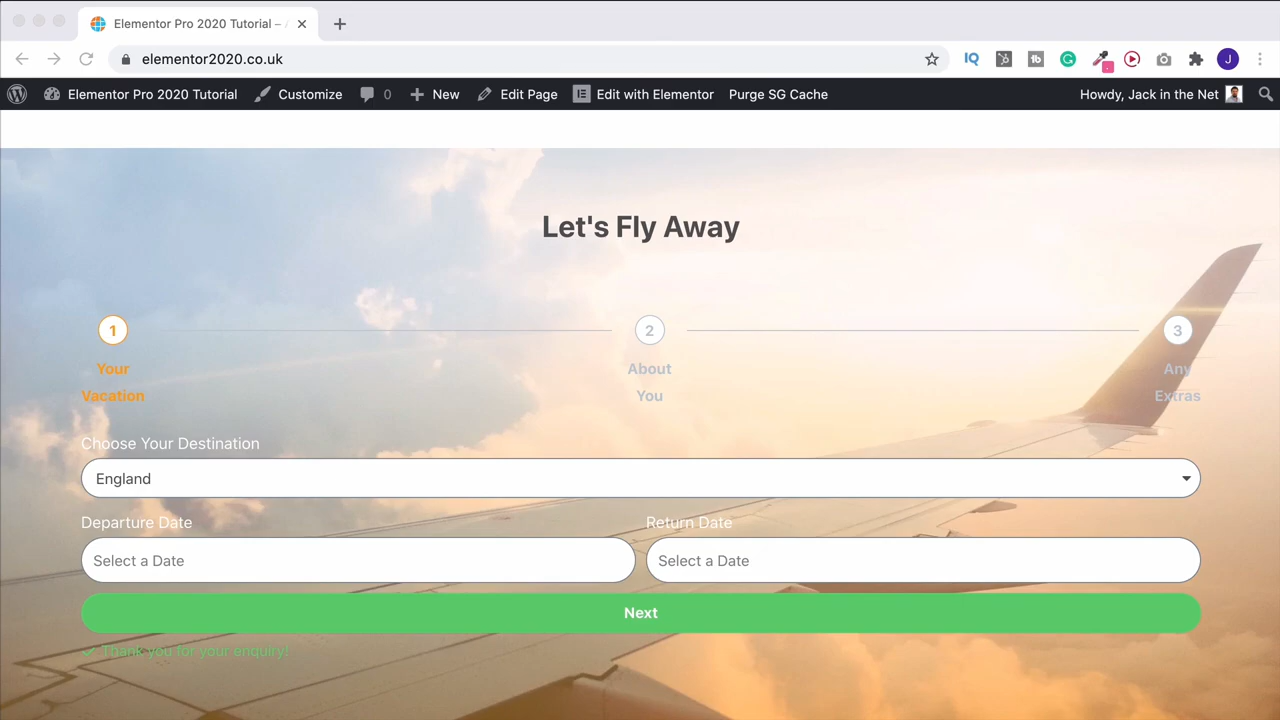 Elementor Pro 2020 Tutorial – A
elementor2020.co.uk
IQ
tb
J
Elementor Pro 2020 Tutorial
Customize
0
New
Edit Page
Edit with Elementor
Purge SG Cache
Howdy, Jack in the Net
Let's Fly Away
1
2
3
Your
Vacation
About
You
Any
Extras
Choose Your Destination
England
Departure Date
Return Date
Select a Date
Select a Date
Next
Thank you for your enquiry!